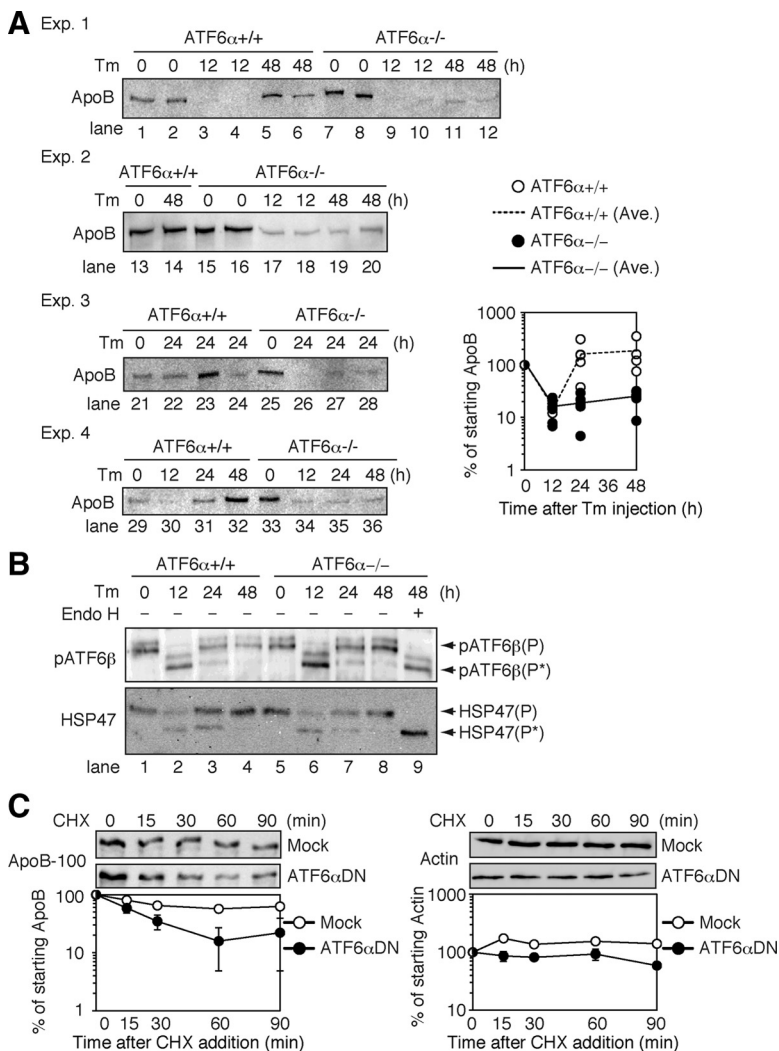 A
Exp. 1
ATF6α+/+ ATF6α-/-
Tm 0 0 12 12 48 48 0 0 12 12 48 48 (h)
ApoB
lane 1 2 3 4 5 6 7 8 9 10 11 12
Exp. 2
ATF6α+/+ ATF6α-/-
Tm 0 48 0 0 12 12 48 48 (h)
ApoB
lane 13 14 15 16 17 18 19 20
ATF6α+/+
ATF6α+/+ (Ave.)
ATF6α−/−
ATF6α−/− (Ave.)
Exp. 3
ATF6α+/+ ATF6α-/-
Tm 0 24 24 24 0 24 24 24 (h)
ApoB
lane 21 22 23 24 25 26 27 28
Exp. 4
ATF6α+/+ ATF6α-/-
Tm 0 12 24 48 0 12 24 48 (h)
ApoB
lane 29 30 31 32 33 34 35 36
% of starting ApoB
1000
100
10
1
0 12 24 36 48
Time after Tm injection (h)
B
ATF6α+/+ ATF6α−/−
Tm 0 12 24 48 0 12 24 48 48 (h)
Endo H − − − − − − − − +
pATF6β
pATF6β(P)
pATF6β(P*)
HSP47
HSP47(P)
HSP47(P*)
lane 1 2 3 4 5 6 7 8 9
C
CHX 0 15 30 60 90 (min)
ApoB-100
Mock
ATF6αDN
% of starting ApoB
100
10
1
Mock
ATF6αDN
0 15 30 60 90
Time after CHX addition (min)
CHX 0 15 30 60 90 (min)
Actin
Mock
ATF6αDN
% of starting Actin
1000
100
10
Mock
ATF6αDN
0 15 30 60 90
Time after CHX addition (min)